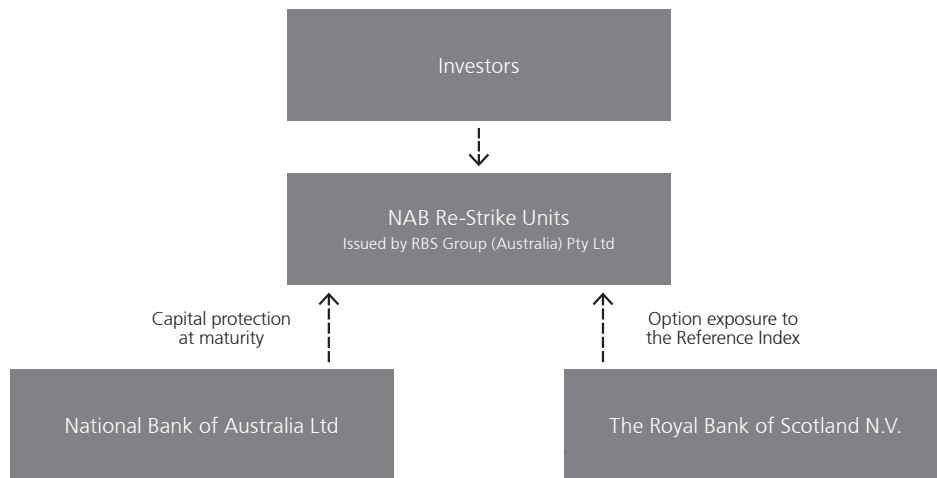 Investors
NAB Re-Strike Units
Issued by RBS Group (Australia) Pty Ltd
Capital protection
at maturity
Option exposure to
the Reference Index
National Bank of Australia Ltd
The Royal Bank of Scotland N.V.